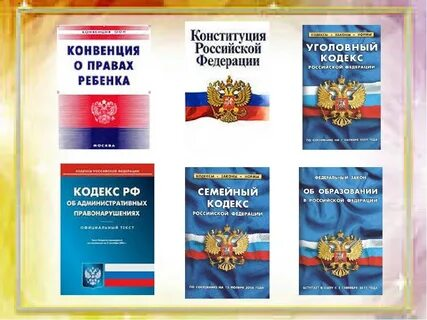 КОНВЕНЦИЯ ООН
КОНВЕНЦИЯ
О ПРАВАХ
РЕБЕНКА
МОСКВА
Конституция
Российской
Федерации
КОДЕКСЫ • ЗАКОНЫ • НОРМЫ
УГОЛОВНЫЙ
КОДЕКС
РОССИЙСКОЙ ФЕДЕРАЦИИ
КОДЕКСЫ РОССИЙСКОЙ ФЕДЕРАЦИИ
КОДЕКС РФ
ОБ АДМИНИСТРАТИВНЫХ
ПРАВОНАРУШЕНИЯХ
ОФИЦИАЛЬНЫЙ ТЕКСТ
КОДЕКСЫ • ЗАКОНЫ • НОРМЫ
СЕМЕЙНЫЙ
КОДЕКС
РОССИЙСКОЙ ФЕДЕРАЦИИ
ФЕДЕРАЛЬНЫЙ ЗАКОН
ОБ ОБРАЗОВАНИИ
В РОССИЙСКОЙ ФЕДЕРАЦИИ